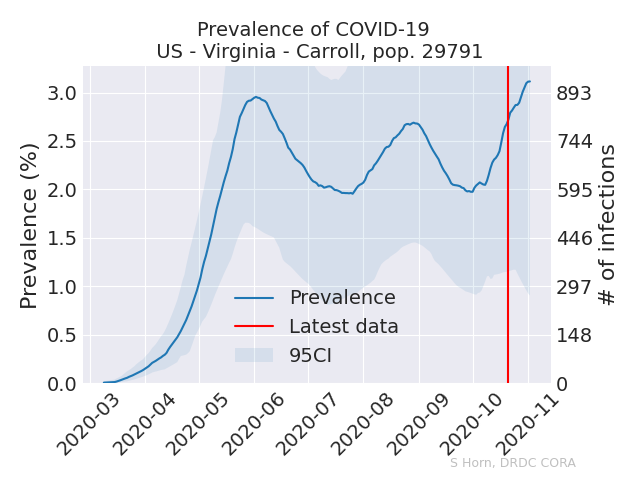 Prevalence of COVID-19
US - Virginia - Carroll, pop. 29791
Prevalence (%)
3.0
2.5
2.0
1.5
1.0
0.5
0.0
893
744
595
446
297
148
0
# of infections
Prevalence
Latest data
95CI
2020-03
2020-04
2020-05
2020-06
2020-07
2020-08
2020-09
2020-10
2020-11
S Horn, DRDC CORA